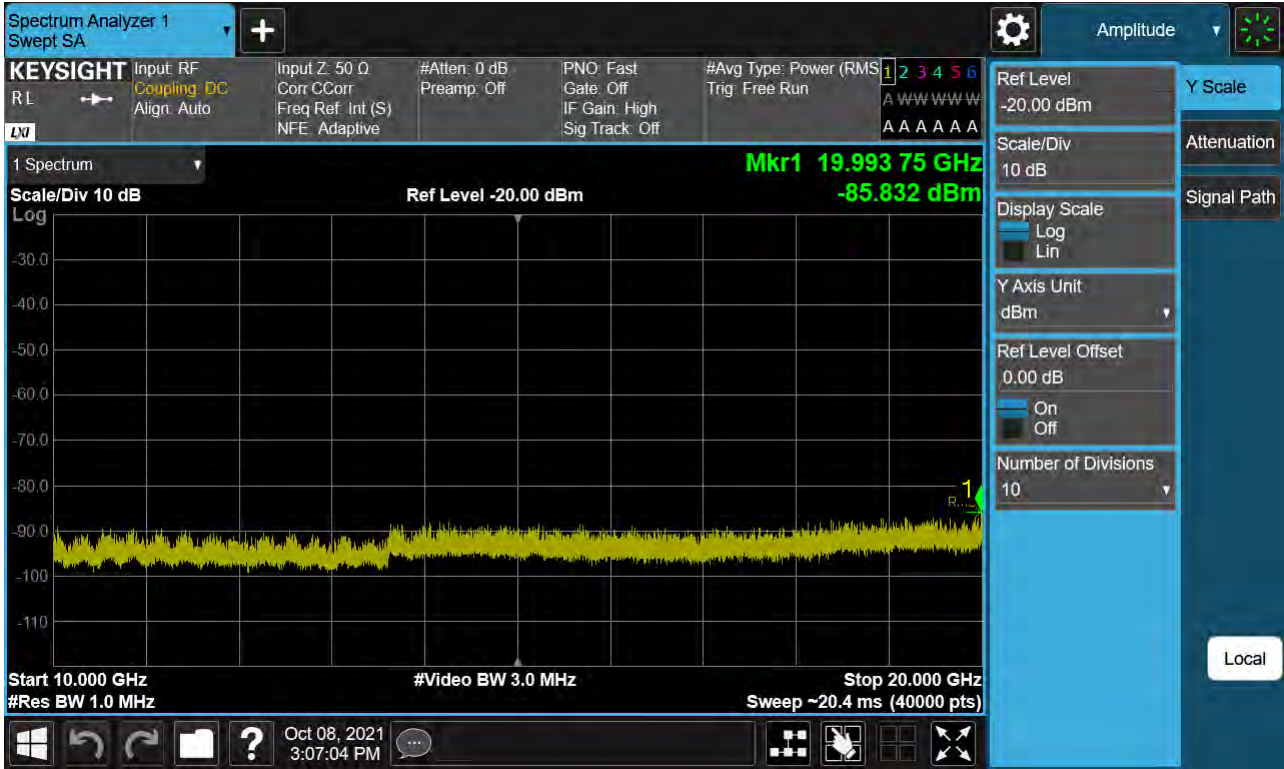 Spectrum Analyzer 1
Swept SA
Amplitude
KEYSIGHT
R L
LXI
Input: RF
Coupling: DC
Align: Auto
Input Z: 50 Ω
Corr CCorr
Freq Ref: Int (S)
NFE: Adaptive
#Atten: 0 dB
Preamp: Off
PNO: Fast
Gate: Off
IF Gain: High
Sig Track: Off
#Avg Type: Power (RMS
Trig: Free Run
1 2 3 4 5 6
A W W W W W
A A A A A A
1 Spectrum
Mkr1 19.993 75 GHz
-85.832 dBm
Scale/Div 10 dB
Ref Level -20.00 dBm
Log
-30.0
-40.0
-50.0
-60.0
-70.0
-80.0
-90.0
-100
-110
1
Start 10.000 GHz
#Video BW 3.0 MHz
Stop 20.000 GHz
#Res BW 1.0 MHz
Sweep ~20.4 ms (40000 pts)
Ref Level
-20.00 dBm
Scale/Div
10 dB
Display Scale
Log
Lin
Y Axis Unit
dBm
Ref Level Offset
0.00 dB
On
Off
Number of Divisions
10
Y Scale
Attenuation
Signal Path
Local
?
Oct 08, 2021
3:07:04 PM